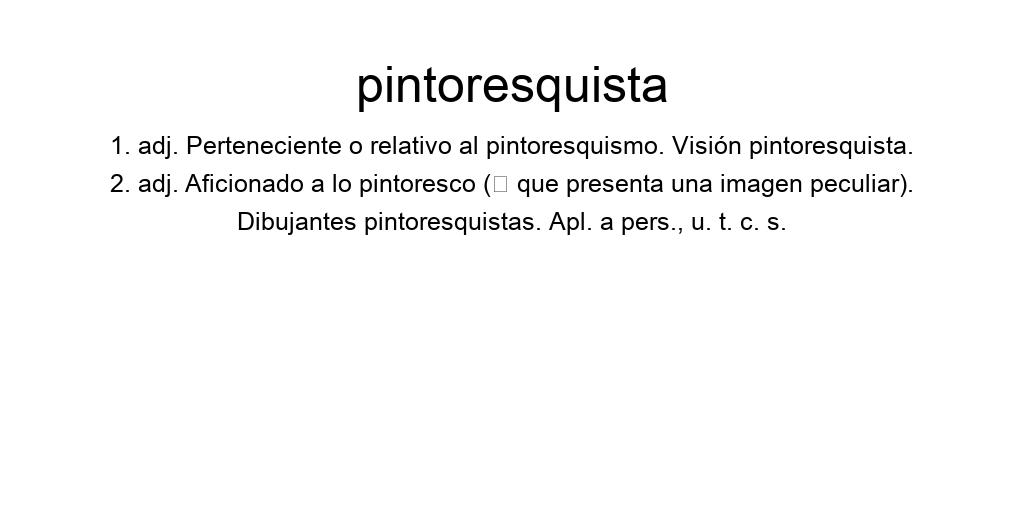 pintoresquista
1. adj. Perteneciente o relativo al pintoresquismo. Visión pintoresquista.
2. adj. Aficionado a lo pintoresco (□ que presenta una imagen peculiar).
Dibujantes pintoresquistas. Apl. a pers., u. t. c. s.